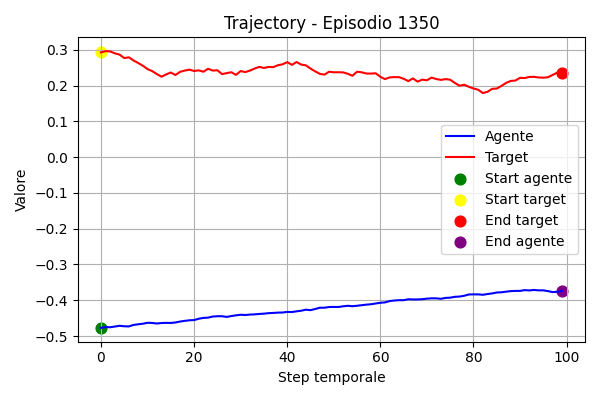 Trajectory - Episodio 1350
Valore
0.3
0.2
0.1
0.0
−0.1
−0.2
−0.3
−0.4
−0.5
Agente
Target
Start agente
Start target
End target
End agente
0 20 40 60 80 100
Step temporale